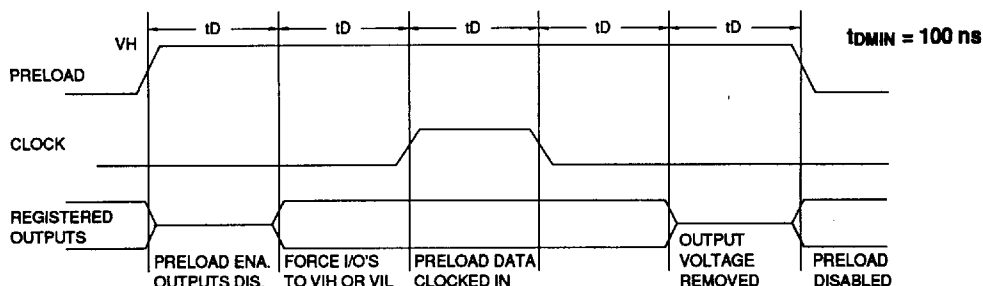 tD tD tD tD tD
VH
tDMIN = 100 ns
PRELOAD
CLOCK
REGISTERED
OUTPUTS
PRELOAD ENA.
OUTPUTS DIS.
FORCE I/O'S
TO VIH OR VIL
PRELOAD DATA
CLOCKED IN
OUTPUT
VOLTAGE
REMOVED
PRELOAD
DISABLED